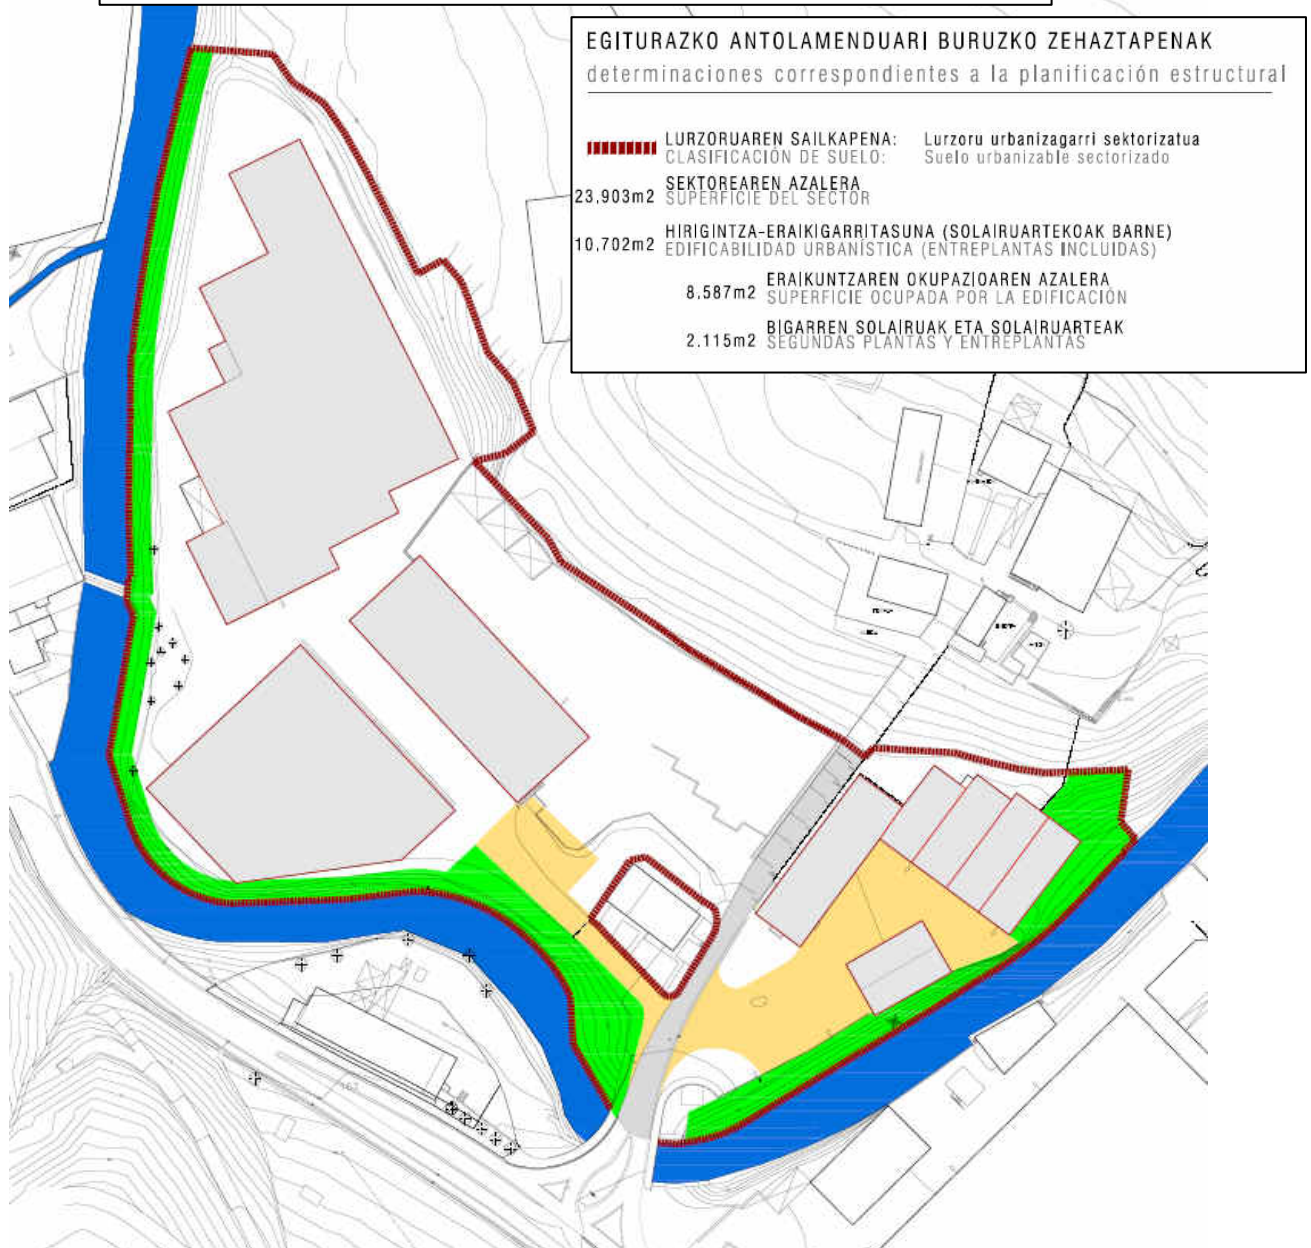 EGITURAZKO ANTOLAMENDUARI BURUZKO ZEHAZTAPENAK
determinaciones correspondientes a la planificación estructural
LURZORUAREN SAILKAPENA: Lurzoru urbanizagarri sektorizatua
CLASIFICACIÓN DE SUELO: Suelo urbanizable sectorizado
23.903m2 SEKTOREAREN AZALERA
SUPERFICIE DEL SECTOR
10.702m2 HIRIGINTZA-ERAIKIGARRITASUNA (SOLAIRUARTEKOAK BARNE)
EDIFICABILIDAD URBANÍSTICA (ENTREPLANTAS INCLUIDAS)
8.587m2 ERAIKUNTZAREN OKUPAZIOAREN AZALERA
SUPERFICIE OCUPADA POR LA EDIFICACIÓN
2.115m2 BIGARREN SOLAIRUAK ETA SOLAIRUARTEAK
SEGUNDAS PLANTAS Y ENTREPLANTAS